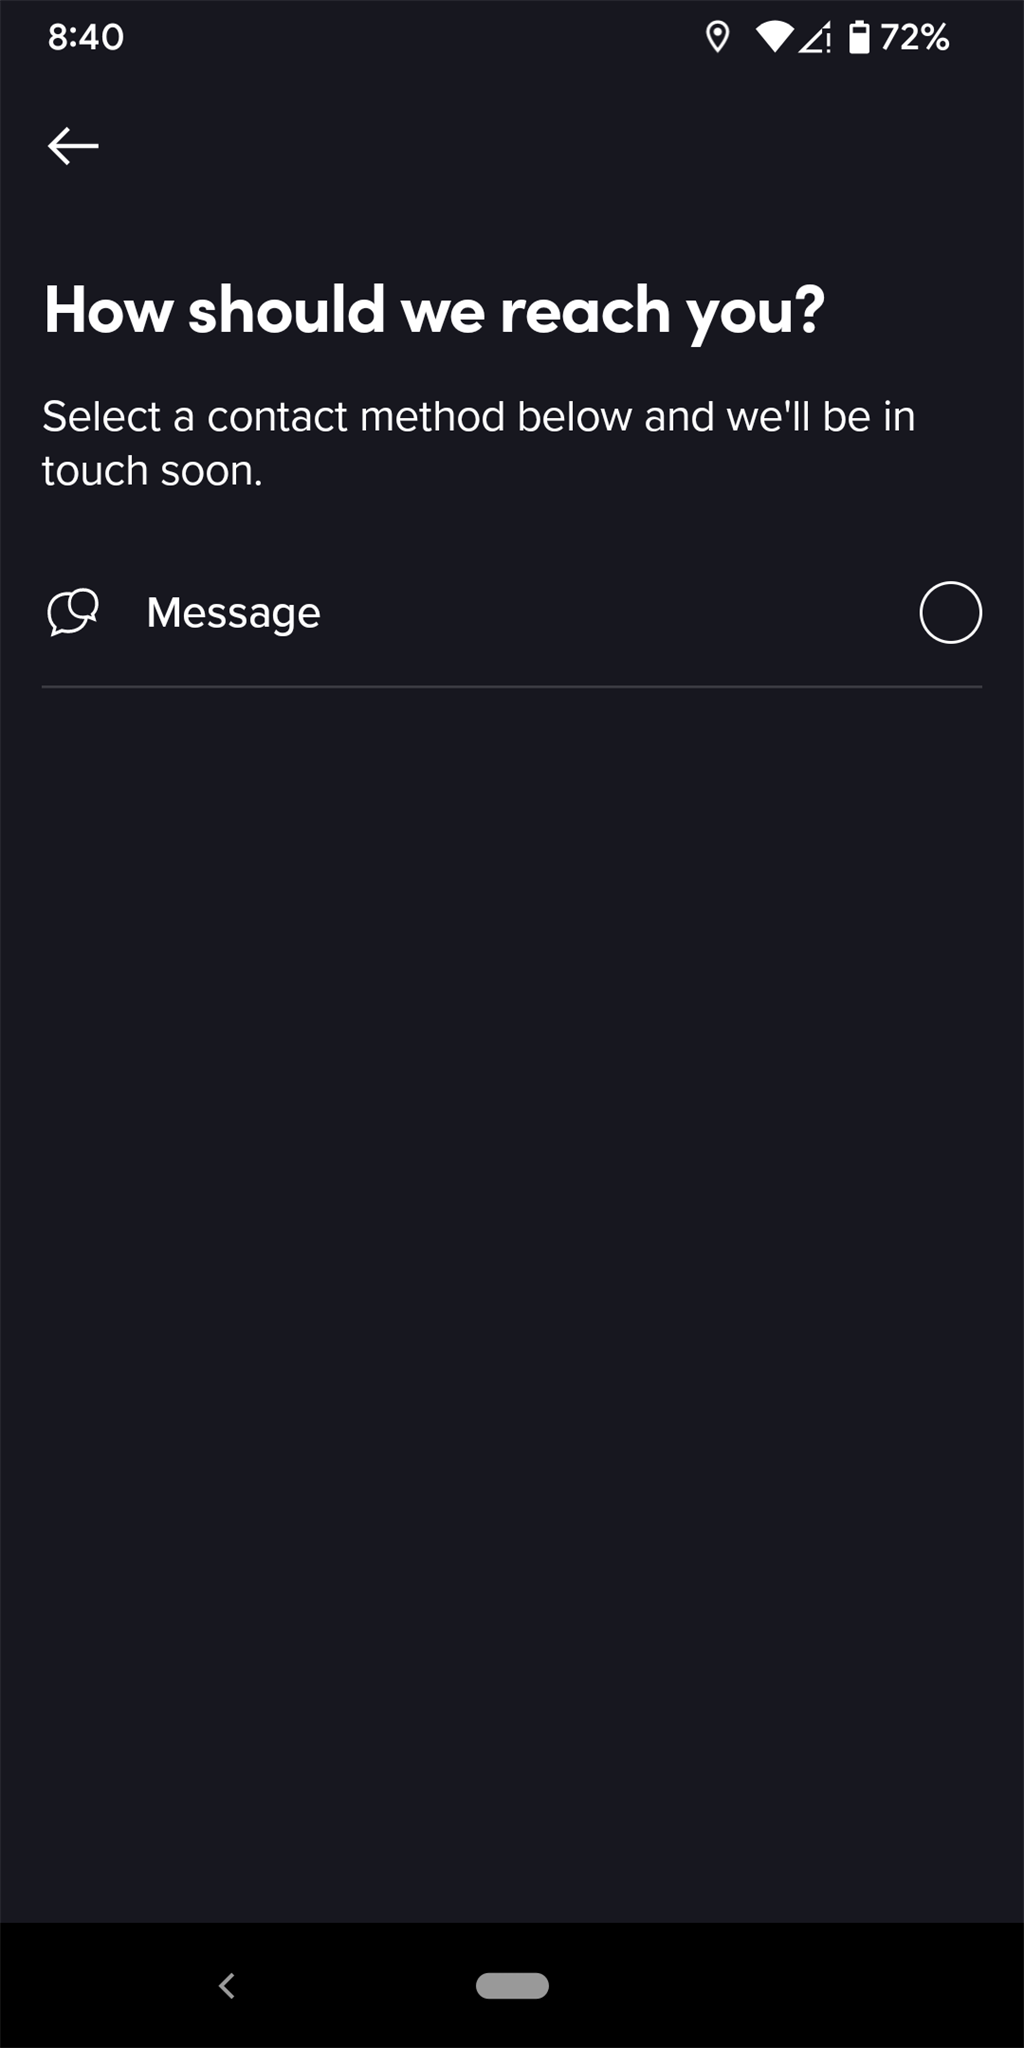 8:40
72%
How should we reach you?
Select a contact method below and we'll be in
touch soon.
Message